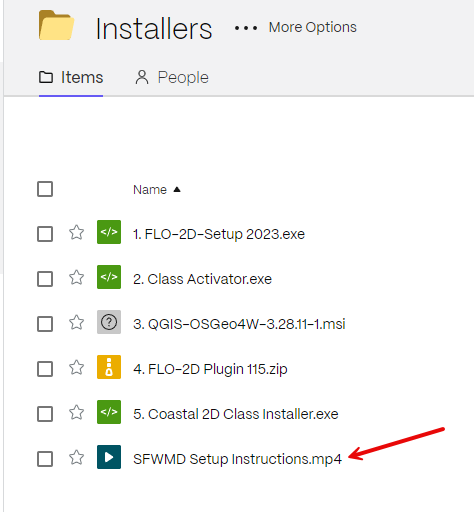 Installers
More Options
Items
People
Name
1. FLO-2D-Setup 2023.exe
2. Class Activator.exe
3. QGIS-OSGeo4W-3.28.11-1.msi
4. FLO-2D Plugin 115.zip
5. Coastal 2D Class Installer.exe
SFWMD Setup Instructions.mp4